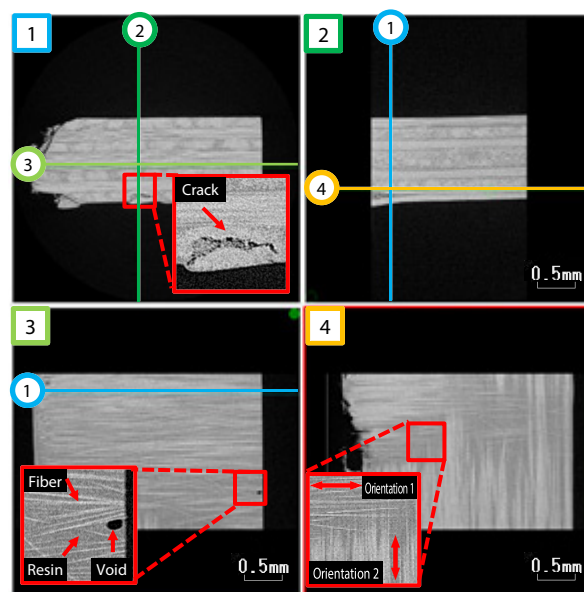 1
2
3
Crack
2
1
4
0.5mm
3
1
Fiber
Resin
Void
0.5mm
4
Orientation 1
Orientation 2
0.5mm